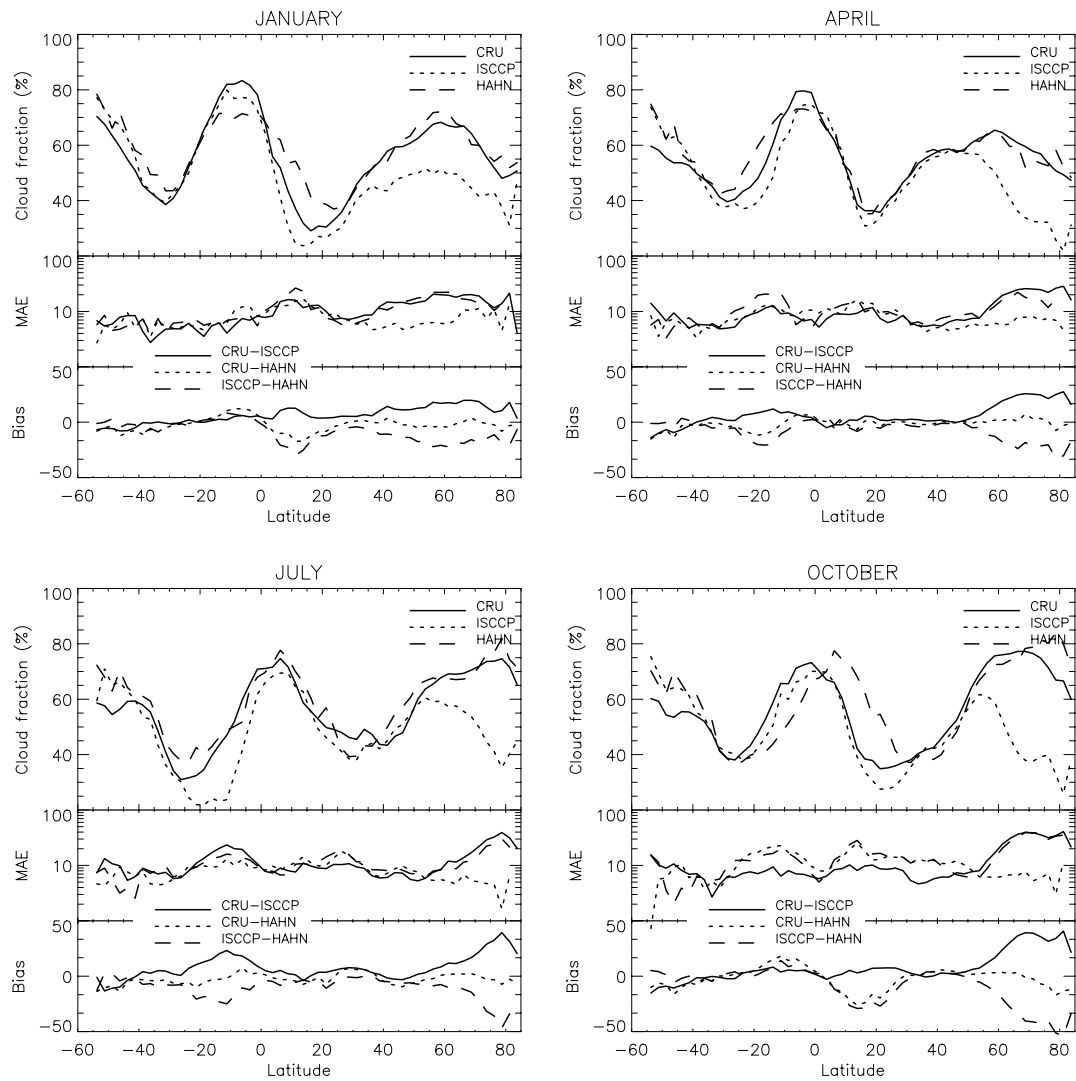 JANUARY
100
80
60
40
Cloud fraction (%)
CRU
ISCCP
HAHN
100
10
MAE
CRU−ISCCP
CRU−HAHN
ISCCP−HAHN
50
0
−50
Bias
−60 −40 −20 0 20 40 60 80
Latitude
APRIL
100
80
60
40
Cloud fraction (%)
CRU
ISCCP
HAHN
100
10
MAE
CRU−ISCCP
CRU−HAHN
ISCCP−HAHN
50
0
−50
Bias
−60 −40 −20 0 20 40 60 80
Latitude
JULY
100
80
60
40
Cloud fraction (%)
CRU
ISCCP
HAHN
100
10
MAE
CRU−ISCCP
CRU−HAHN
ISCCP−HAHN
50
0
−50
Bias
−60 −40 −20 0 20 40 60 80
Latitude
OCTOBER
100
80
60
40
Cloud fraction (%)
CRU
ISCCP
HAHN
100
10
MAE
CRU−ISCCP
CRU−HAHN
ISCCP−HAHN
50
0
−50
Bias
−60 −40 −20 0 20 40 60 80
Latitude